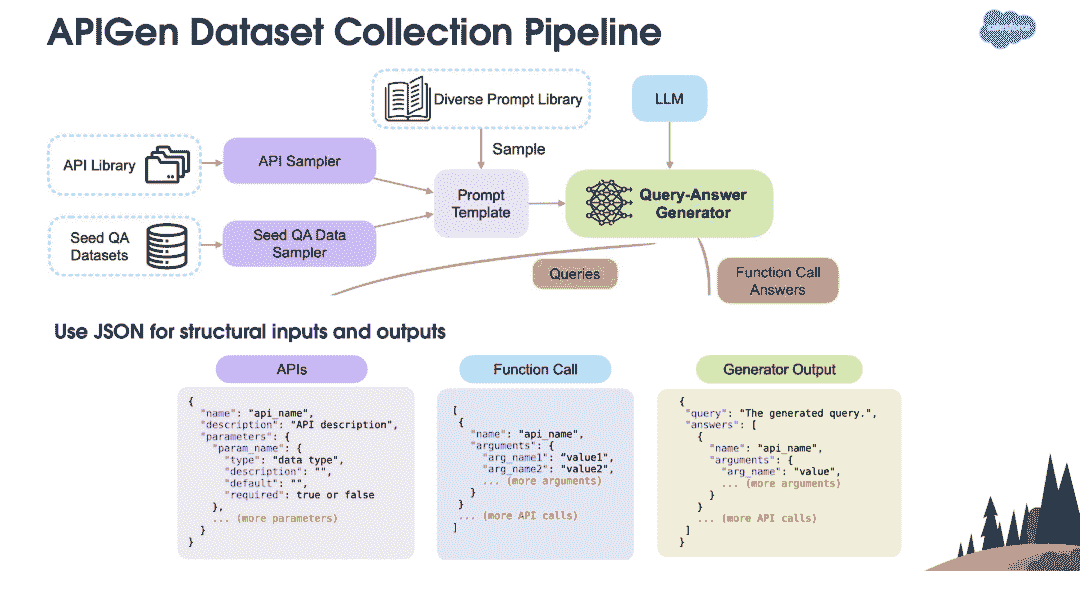 APIGen Dataset Collection Pipeline
Diverse Prompt Library
LLM
API Library
API Sampler
Sample
Prompt
Template
Query-Answer
Generator
Seed QA
Datasets
Seed QA Data
Sampler
Queries
Function Call
Answers
Use JSON for structural inputs and outputs
APIs
{
"name": "api_name",
"description": "API description",
"parameters": {
"param_name": {
"type": "data type",
"description": "",
"default": "",
"required": true or false
},
... (more parameters)
}
}
Function Call
[
{
"name": "api_name",
"arguments": {
"arg_name1": "value1",
"arg_name2": "value2",
... (more arguments)
}
}
... (more API calls)
]
Generator Output
{
"query": "The generated query.",
"answers": [
{
"name": "api_name",
"arguments": {
"arg_name": "value",
... (more arguments)
}
}
... (more API calls)
]
}